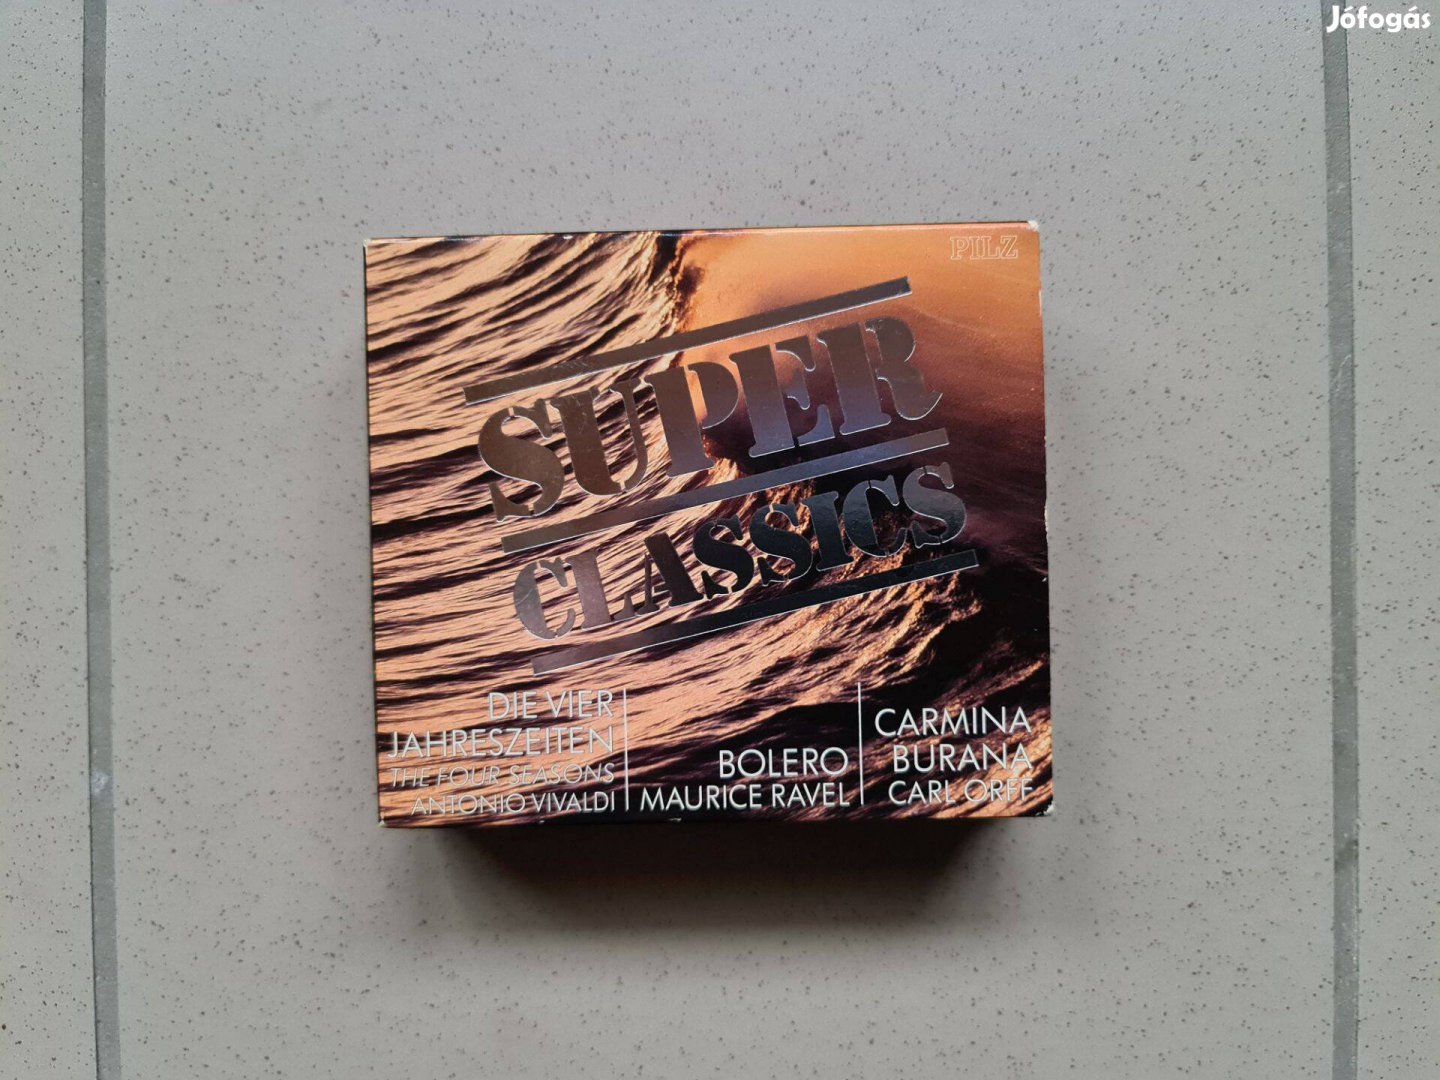 Jófogás
PILZ
SUPER
CLASSICS
DIE VIER
JAHRESZEITEN
THE FOUR SEASONS
ANTONIO VIVALDI
BOLERO
MAURICE RAVEL
CARMINA
BURANA
CARL ORFF